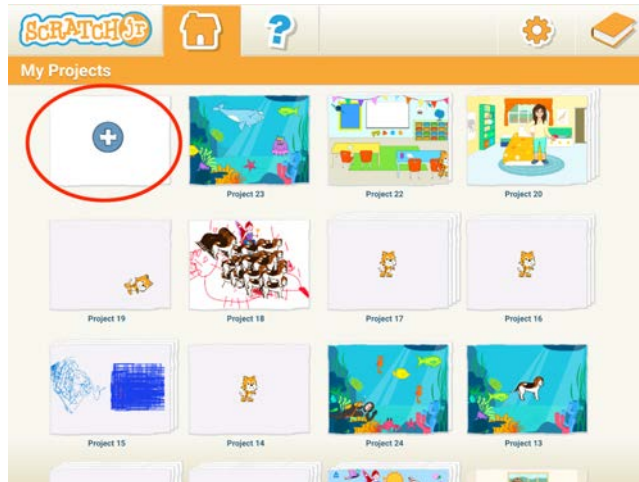 SCRATCHJr
?
My Projects
Project 23
Project 22
Project 20
Project 19
Project 18
Project 17
Project 16
Project 15
Project 14
Project 24
Project 13